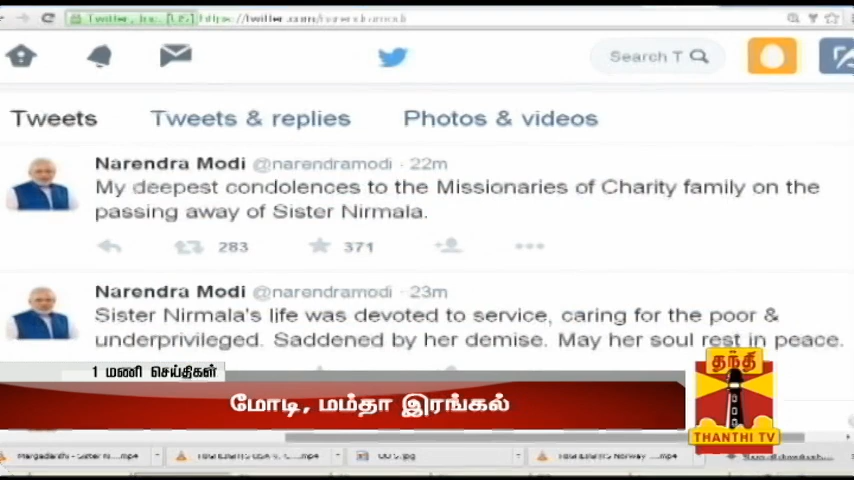 Twitter, Inc. [US] https://twitter.com/narendramodi
Search T
Tweets
Tweets & replies
Photos & videos
Narendra Modi @narendramodi · 22m
My deepest condolences to the Missionaries of Charity family on the
passing away of Sister Nirmala.
283
371
Narendra Modi @narendramodi · 23m
Sister Nirmala's life was devoted to service, caring for the poor &
underprivileged. Saddened by her demise. May her soul rest in peace.
1 மணி செய்திகள்
மோடி, மம்தா இரங்கல்
தந்தி
THANTHI TV